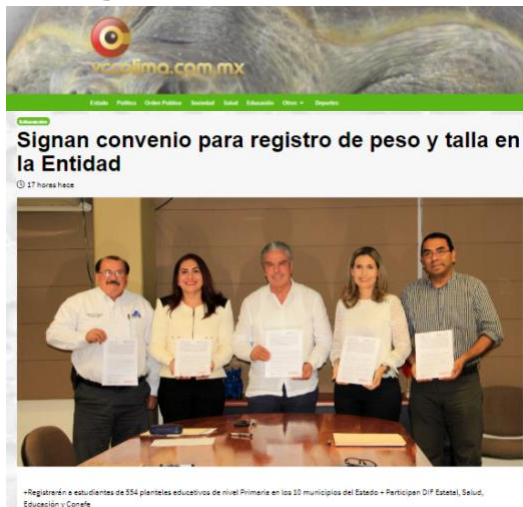 vccolima.com.mx
Estado Política Orden Público Sociedad Salud Educación Otros Deportes
Educación
Signan convenio para registro de peso y talla en
la Entidad
17 horas hace
+Registrarán a estudiantes de 554 planteles educativos de nivel Primaria en los 10 municipios del Estado + Participan DIF Estatal, Salud,
Educación y Conafe